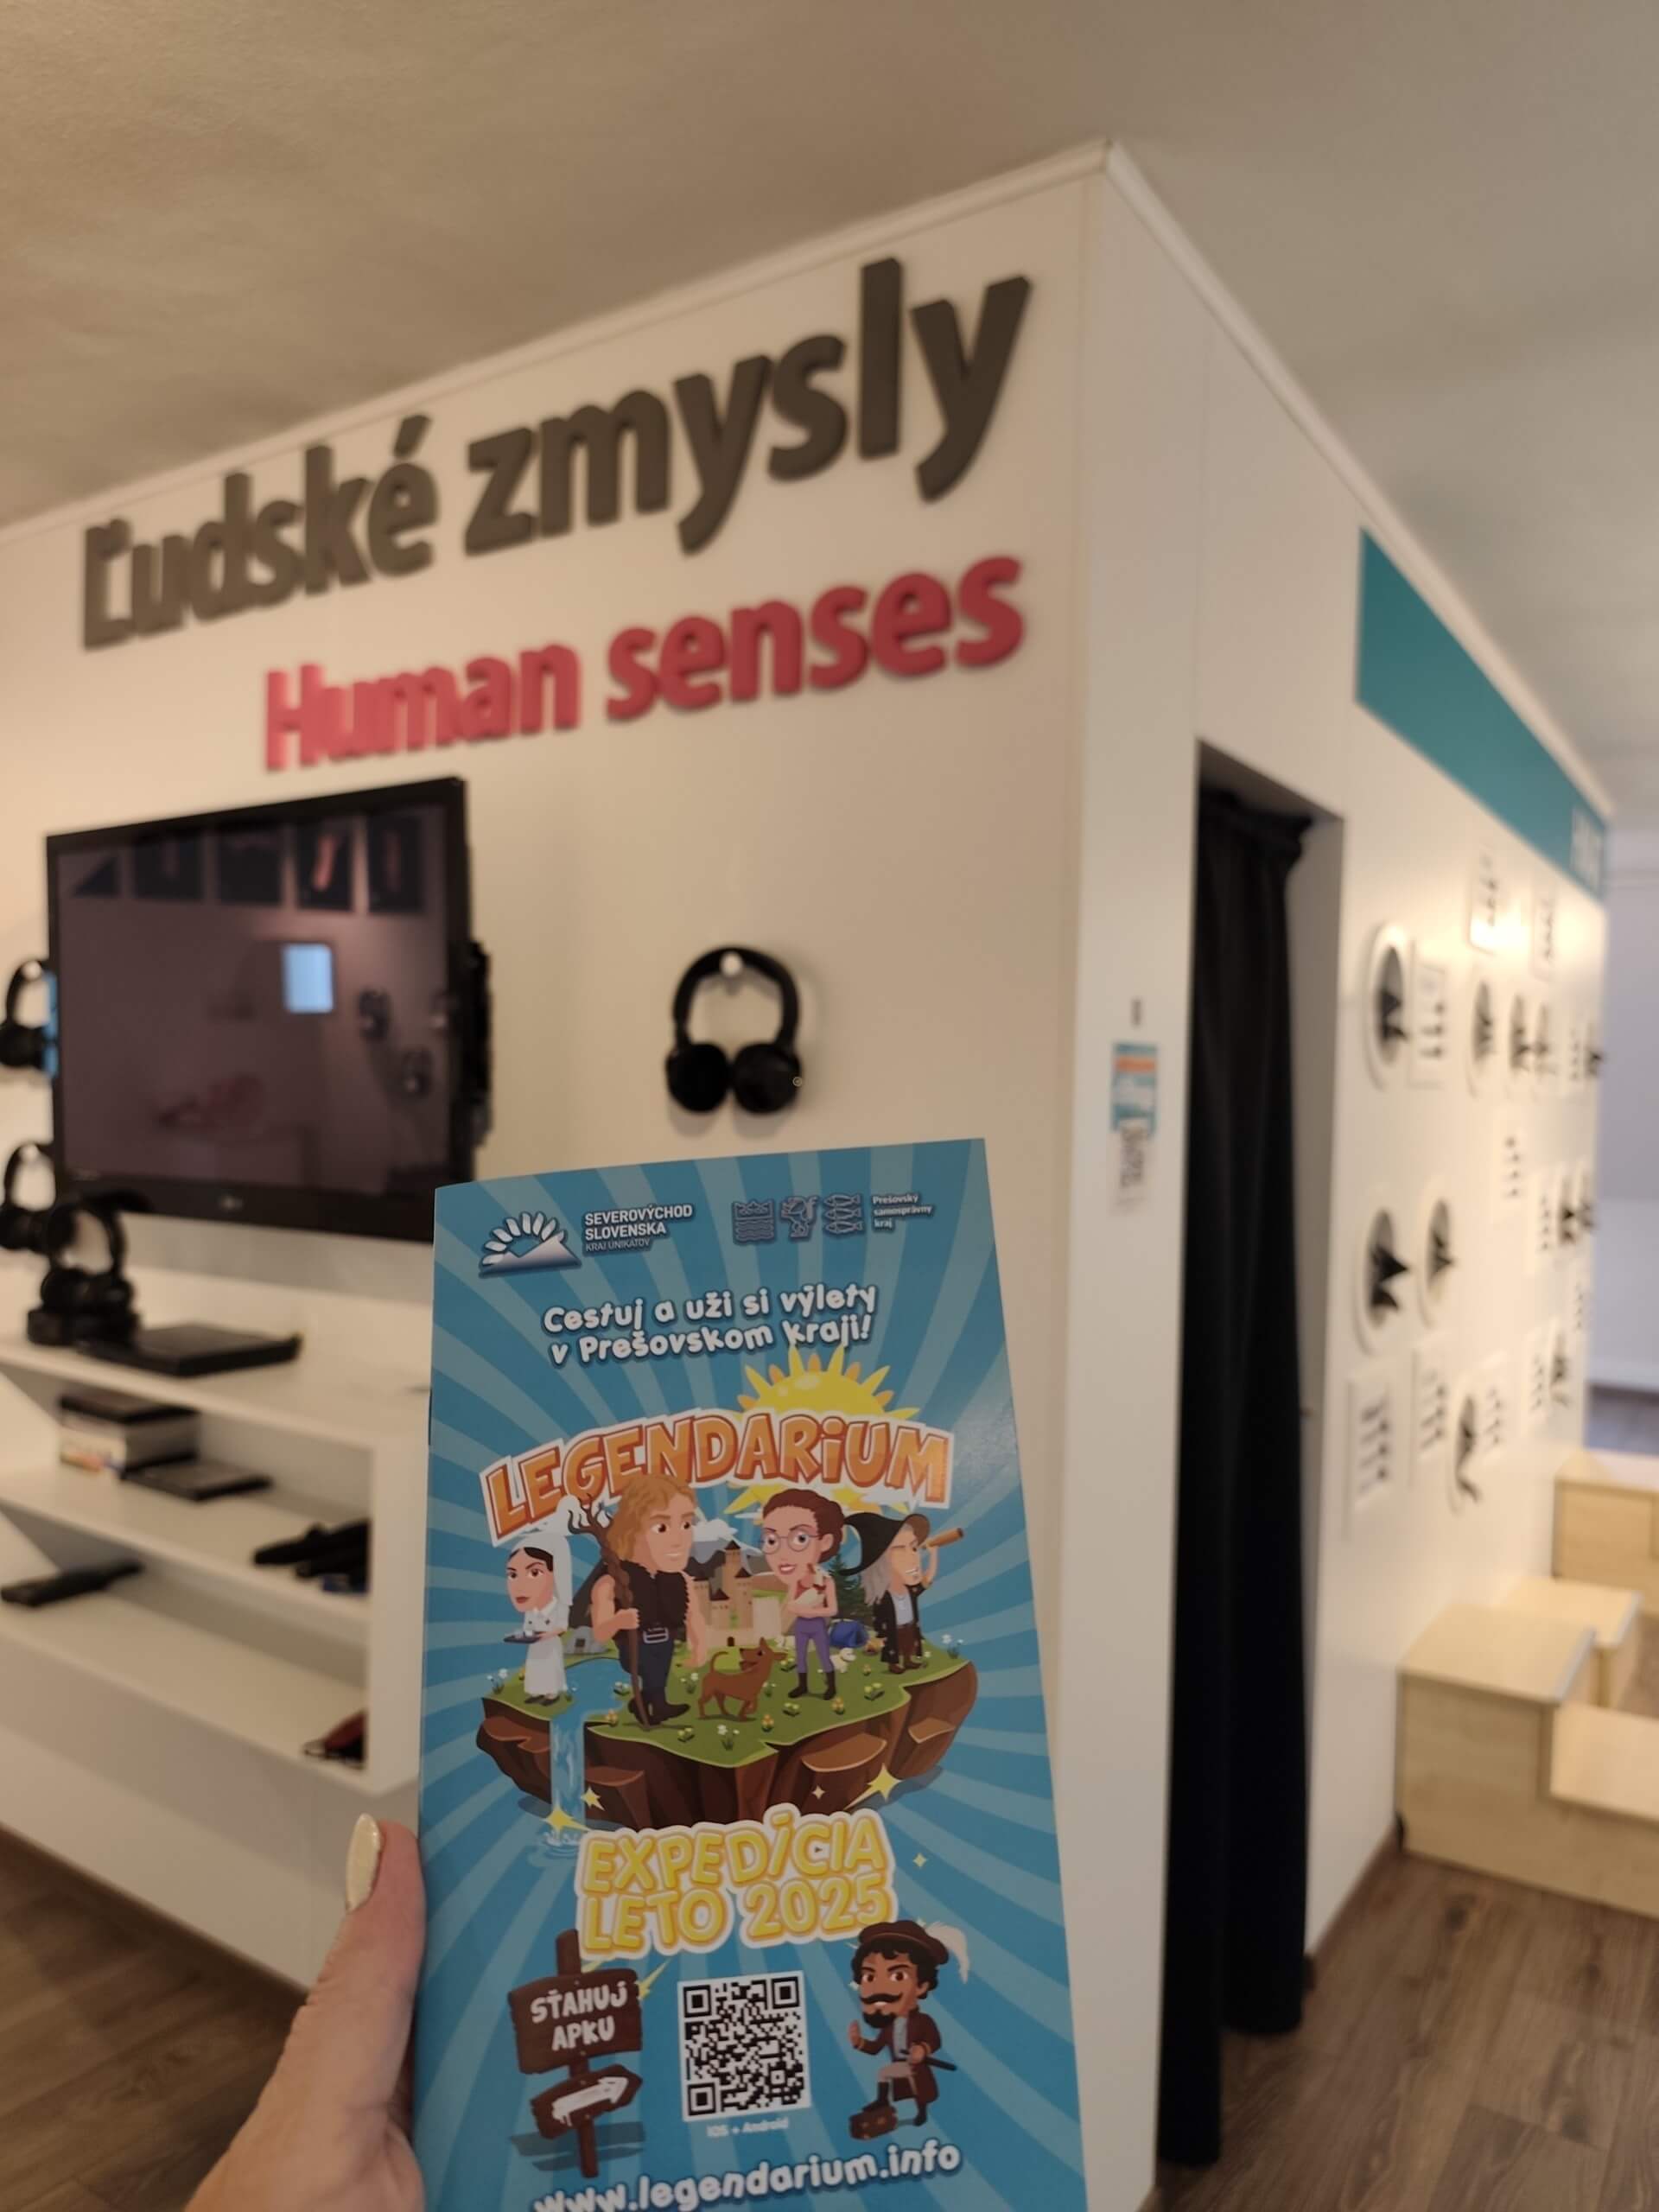 Ľudské zmysly
Human senses
SEVEROVÝCHOD
SLOVENSKA
KRAJ UNIKÁTOV
Prešovský
samosprávny
kraj
Cestuj a uži si výlety
v Prešovskom kraji!
LEGENDARiUM
EXPEDÍCIA
LETO 2025
SŤAHUJ
APKU
iOS + Android
www.legendarium.info